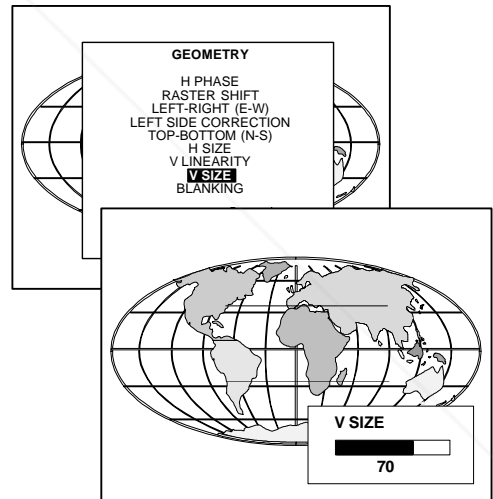 GEOMETRY
H PHASE
RASTER SHIFT
LEFT-RIGHT (E-W)
LEFT SIDE CORRECTION
TOP-BOTTOM (N-S)
H SIZE
V LINEARITY
V SIZE
BLANKING
V SIZE
70